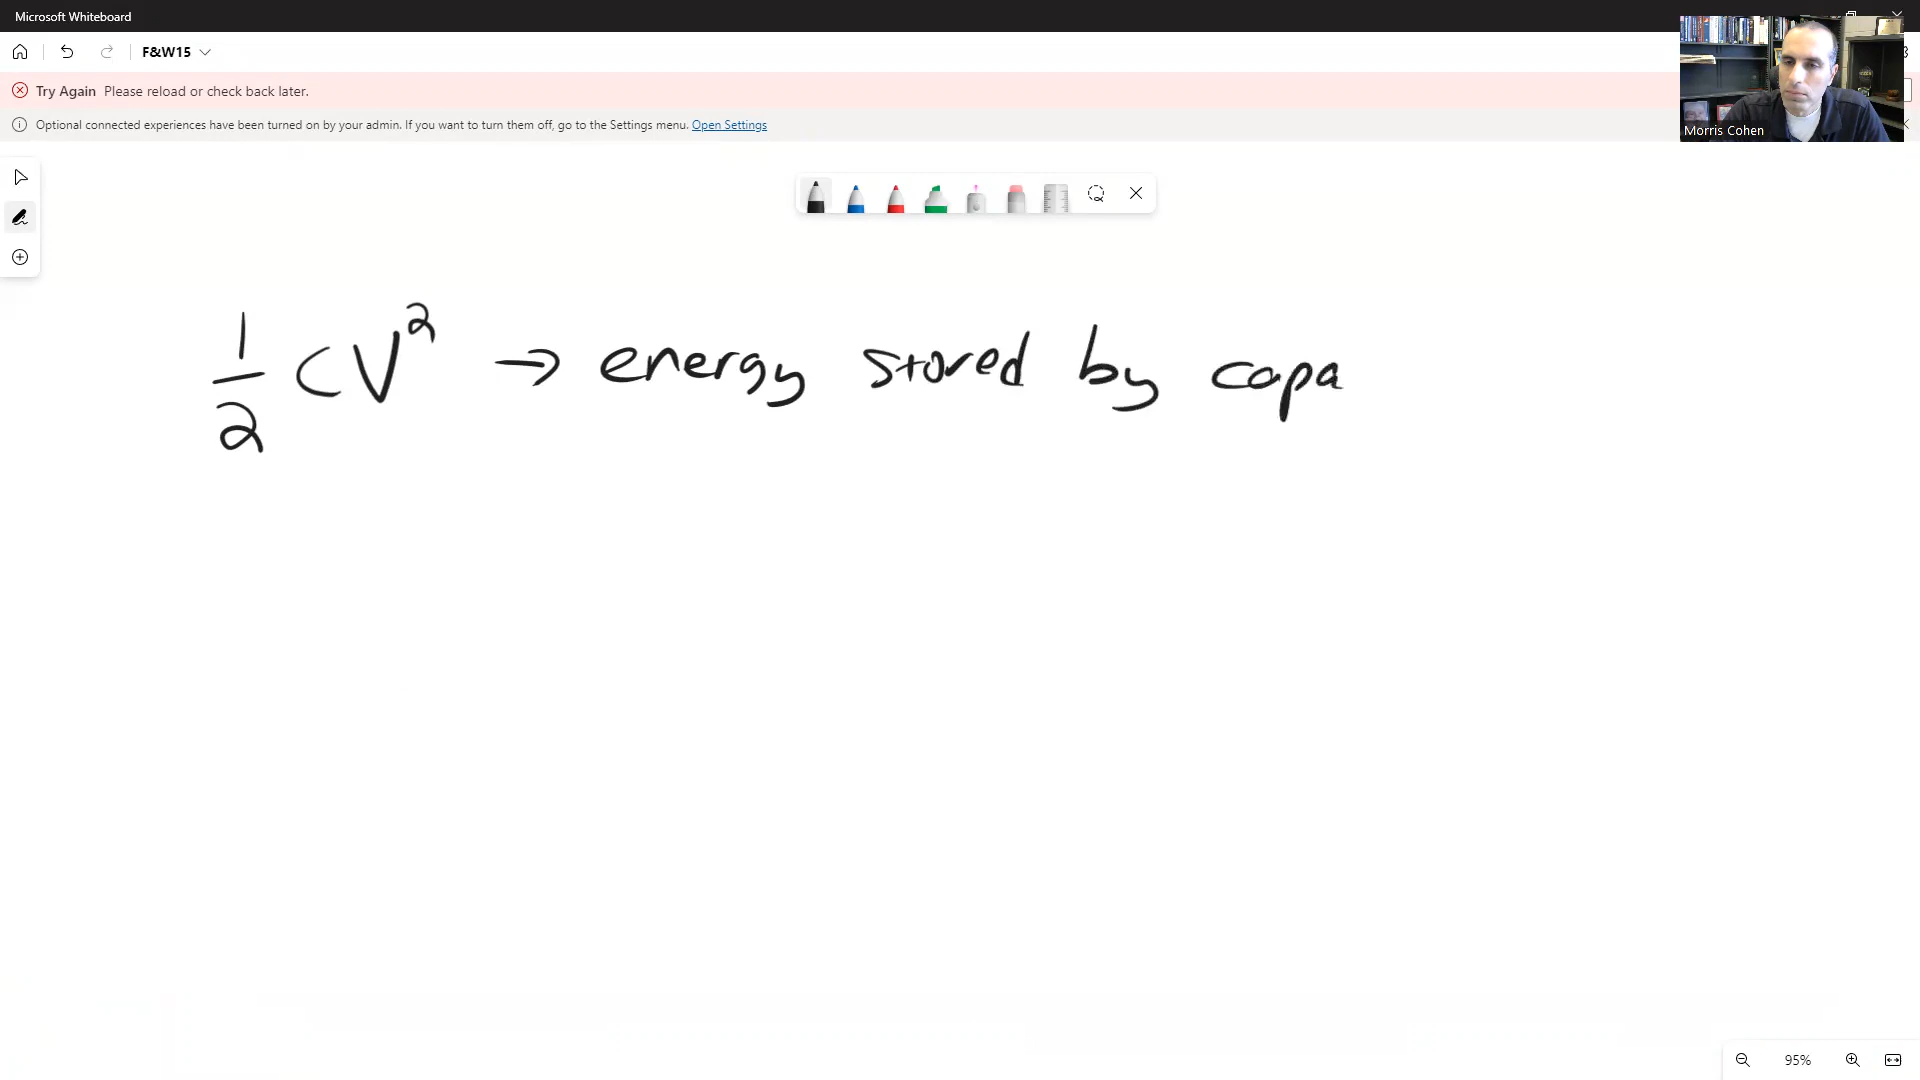 Microsoft Whiteboard
F&W15
Try Again Please reload or check back later.
Optional connected experiences have been turned on by your admin. If you want to turn them off, go to the Settings menu. Open Settings
Morris Cohen
1/2 CV² → energy stored by capa
95%